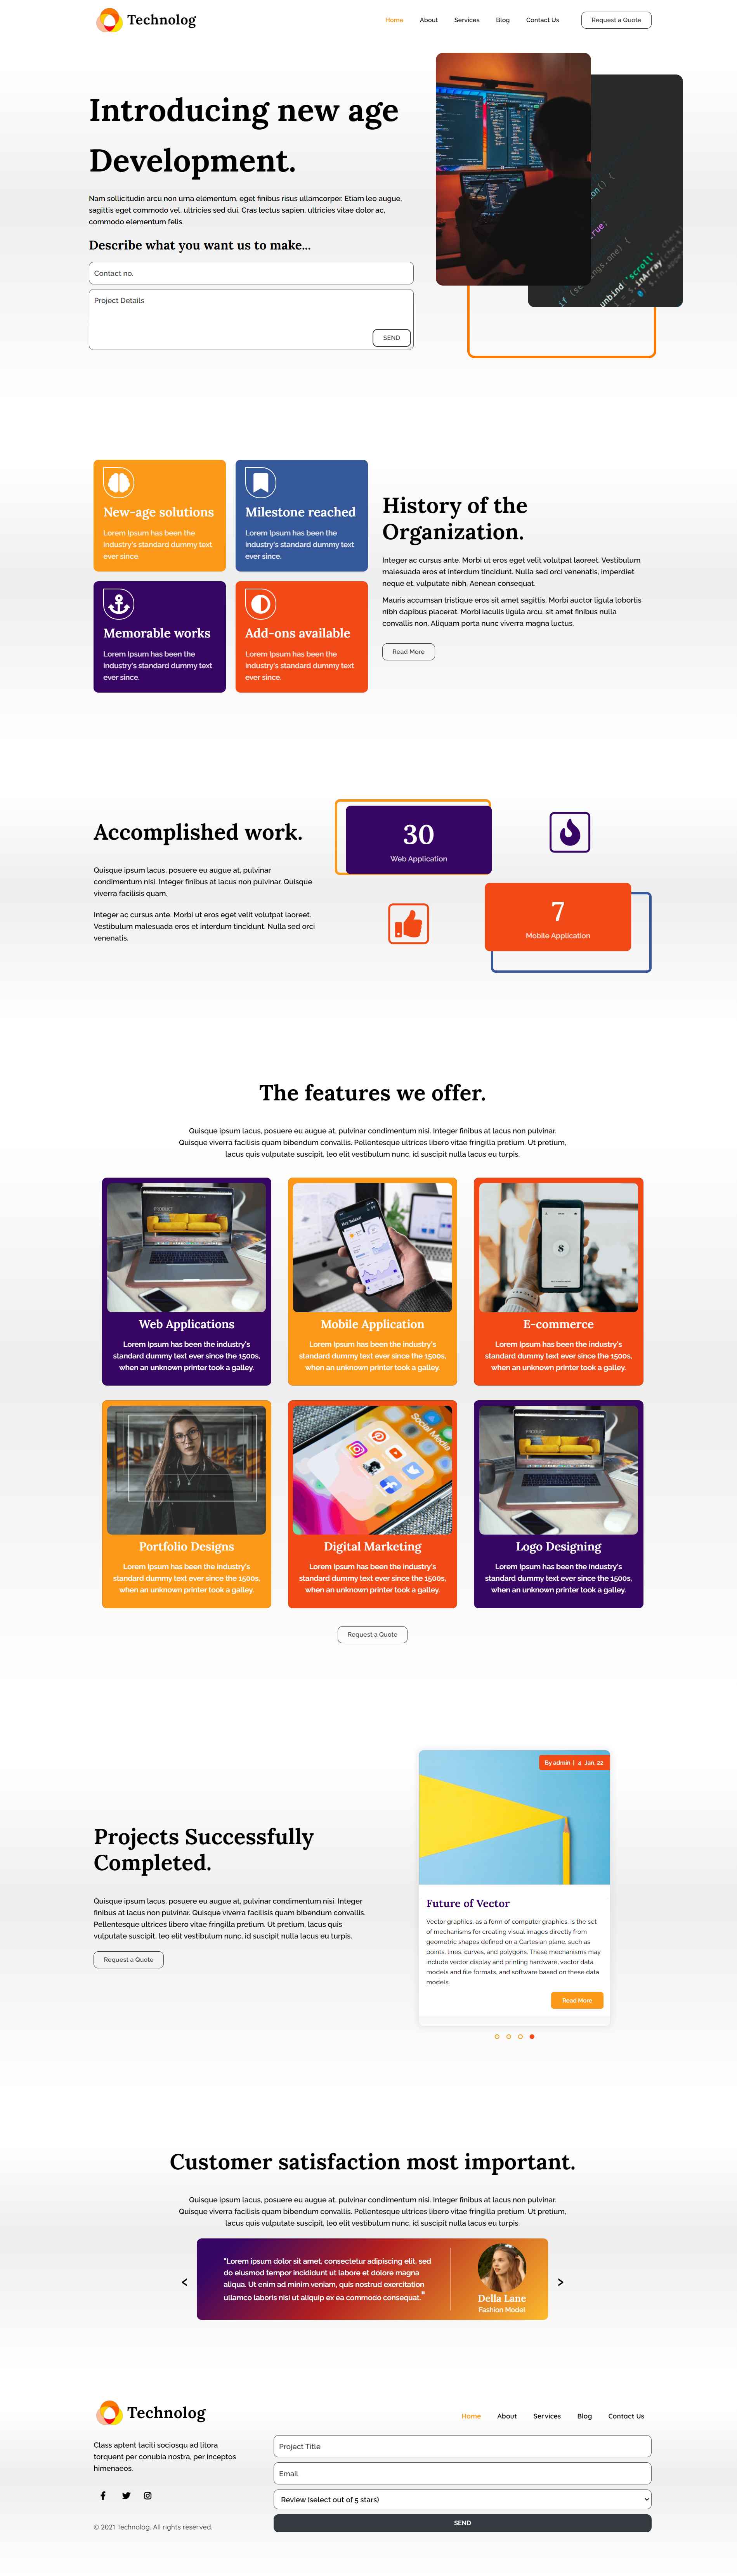 Technolog
Home About Services Blog Contact Us Request a Quote
Introducing new age
Development.
Nam sollicitudin arcu non urna elementum, eget finibus risus ullamcorper. Etiam leo augue,
sagittis eget commodo vel, ultricies sed dui. Cras lectus sapien, ultricies vitae dolor ac,
commodo elementum felis.
Describe what you want us to make...
Contact no.
Project Details
SEND
unbind('scroll'
.inArray
New-age solutions
Lorem Ipsum has been the
industry's standard dummy text
ever since.
Milestone reached
Lorem Ipsum has been the
industry's standard dummy text
ever since.
Memorable works
Lorem Ipsum has been the
industry's standard dummy text
ever since.
Add-ons available
Lorem Ipsum has been the
industry's standard dummy text
ever since.
History of the
Organization.
Integer ac cursus ante. Morbi ut eros eget velit volutpat laoreet. Vestibulum
malesuada eros et interdum tincidunt. Nulla sed orci venenatis, imperdiet
neque et, vulputate nibh. Aenean consequat.
Mauris accumsan tristique eros sit amet sagittis. Morbi auctor ligula lobortis
nibh dapibus placerat. Morbi iaculis ligula arcu, sit amet finibus nulla
convallis non. Aliquam porta nunc viverra magna luctus.
Read More
Accomplished work.
Quisque ipsum lacus, posuere eu augue at, pulvinar
condimentum nisi. Integer finibus at lacus non pulvinar. Quisque
viverra facilisis quam.
Integer ac cursus ante. Morbi ut eros eget velit volutpat laoreet.
Vestibulum malesuada eros et interdum tincidunt. Nulla sed orci
venenatis.
30
Web Application
7
Mobile Application
The features we offer.
Quisque ipsum lacus, posuere eu augue at, pulvinar condimentum nisi. Integer finibus at lacus non pulvinar.
Quisque viverra facilisis quam bibendum convallis. Pellentesque ultrices libero vitae fringilla pretium. Ut pretium,
lacus quis vulputate suscipit, leo elit vestibulum nunc, id suscipit nulla lacus eu turpis.
PRODUCT
Web Applications
Lorem Ipsum has been the industry's
standard dummy text ever since the 1500s,
when an unknown printer took a galley.
Mobile Application
Lorem Ipsum has been the industry's
standard dummy text ever since the 1500s,
when an unknown printer took a galley.
E-commerce
Lorem Ipsum has been the industry's
standard dummy text ever since the 1500s,
when an unknown printer took a galley.
Portfolio Designs
Lorem Ipsum has been the industry's
standard dummy text ever since the 1500s,
when an unknown printer took a galley.
Social Media
Digital Marketing
Lorem Ipsum has been the industry's
standard dummy text ever since the 1500s,
when an unknown printer took a galley.
PRODUCT
Logo Designing
Lorem Ipsum has been the industry's
standard dummy text ever since the 1500s,
when an unknown printer took a galley.
Request a Quote
Projects Successfully
Completed.
Quisque ipsum lacus, posuere eu augue at, pulvinar condimentum nisi. Integer
finibus at lacus non pulvinar. Quisque viverra facilisis quam bibendum convallis.
Pellentesque ultrices libero vitae fringilla pretium. Ut pretium, lacus quis
vulputate suscipit, leo elit vestibulum nunc, id suscipit nulla lacus eu turpis.
Request a Quote
By admin | 4 Jan, 22
Future of Vector
Vector graphics, as a form of computer graphics, is the set
of mechanisms for creating visual images directly from
geometric shapes defined on a Cartesian plane, such as
points, lines, curves, and polygons. These mechanisms may
include vector display and printing hardware, vector data
models and file formats, and software based on these data
models.
Read More
Customer satisfaction most important.
Quisque ipsum lacus, posuere eu augue at, pulvinar condimentum nisi. Integer finibus at lacus non pulvinar.
Quisque viverra facilisis quam bibendum convallis. Pellentesque ultrices libero vitae fringilla pretium. Ut pretium,
lacus quis vulputate suscipit, leo elit vestibulum nunc, id suscipit nulla lacus eu turpis.
"Lorem ipsum dolor sit amet, consectetur adipiscing elit, sed
do eiusmod tempor incididunt ut labore et dolore magna
aliqua. Ut enim ad minim veniam, quis nostrud exercitation
ullamco laboris nisi ut aliquip ex ea commodo consequat."
Della Lane
Fashion Model
Technolog
Home About Services Blog Contact Us
Class aptent taciti sociosqu ad litora
torquent per conubia nostra, per inceptos
himenaeos.
© 2021 Technolog. All rights reserved.
Project Title
Email
Review (select out of 5 stars)
SEND